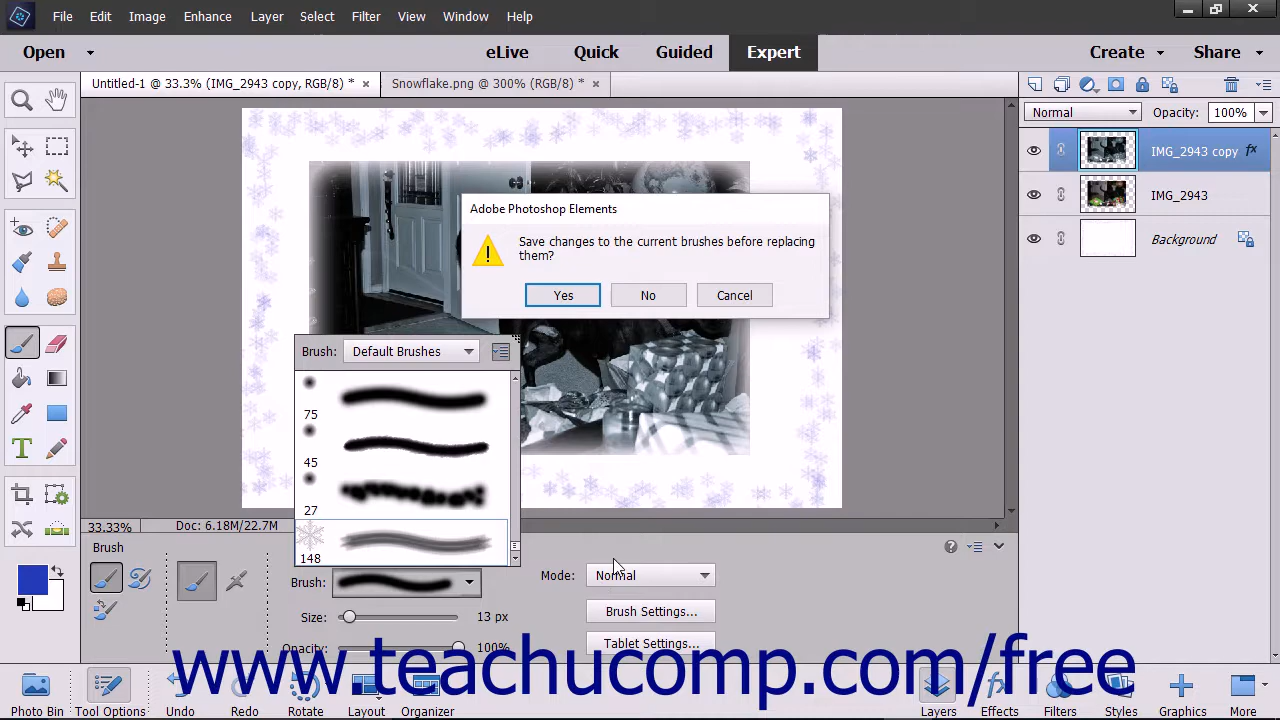 File Edit Image Enhance Layer Select Filter View Window Help
Open eLive Quick Guided Expert Create Share
Untitled-1 @ 33.3% (IMG_2943 copy, RGB/8) * × Snowflake.png @ 300% (RGB/8) * ×
Normal Opacity: 100%
IMG_2943 copy fx
IMG_2943
Background
Adobe Photoshop Elements
Save changes to the current brushes before replacing
them?
Yes No Cancel
Brush: Default Brushes
75
45
27
148
33.33% Doc: 6.18M/22.7M
Brush
Brush: Mode: Normal
Size: 13 px Brush Settings...
Opacity: 100% Tablet Settings...
www.teachucomp.com/free
Photo Bin Tool Options Undo Redo Rotate Layout Organizer Layers Effects Filters Styles Graphics More